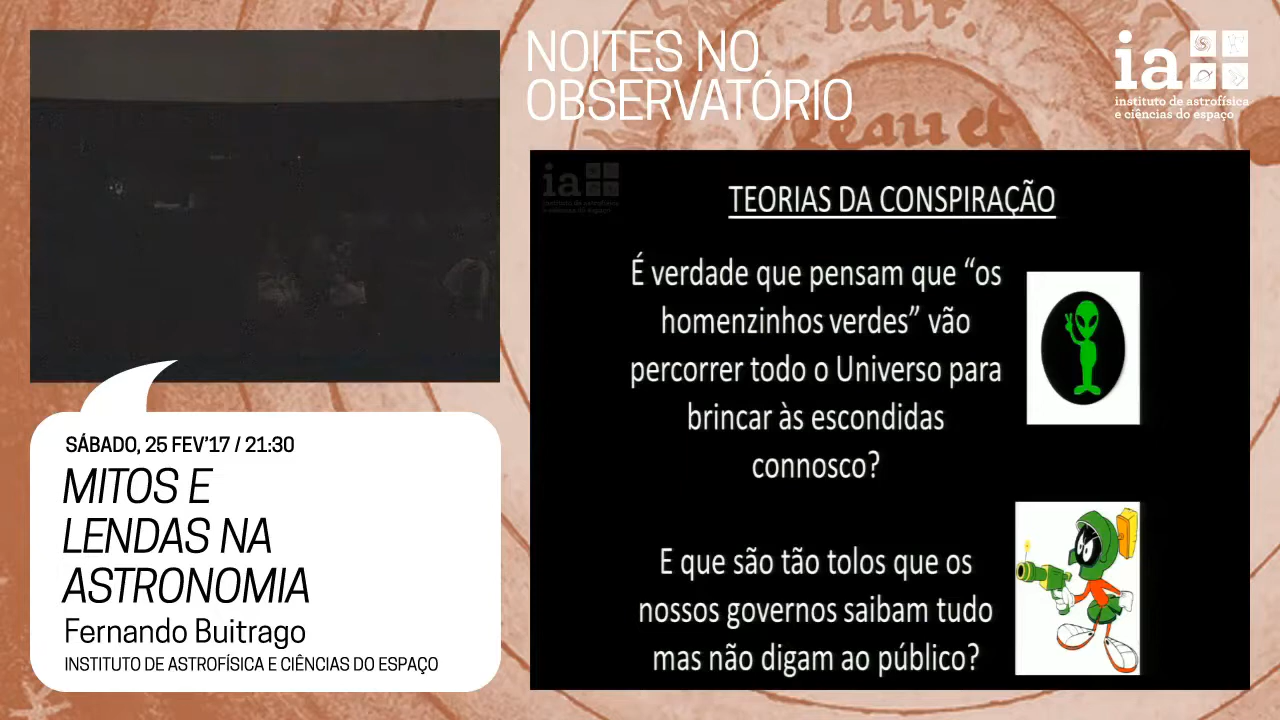 NOITES NO
OBSERVATÓRIO
ia
instituto de astrofísica
e ciências do espaço
ia
TEORIAS DA CONSPIRAÇÃO
É verdade que pensam que “os
homenzinhos verdes” vão
percorrer todo o Universo para
brincar às escondidas
connosco?
E que são tão tolos que os
nossos governos saibam tudo
mas não digam ao público?
SÁBADO, 25 FEV’17 / 21:30
MITOS E
LENDAS NA
ASTRONOMIA
Fernando Buitrago
INSTITUTO DE ASTROFÍSICA E CIÊNCIAS DO ESPAÇO